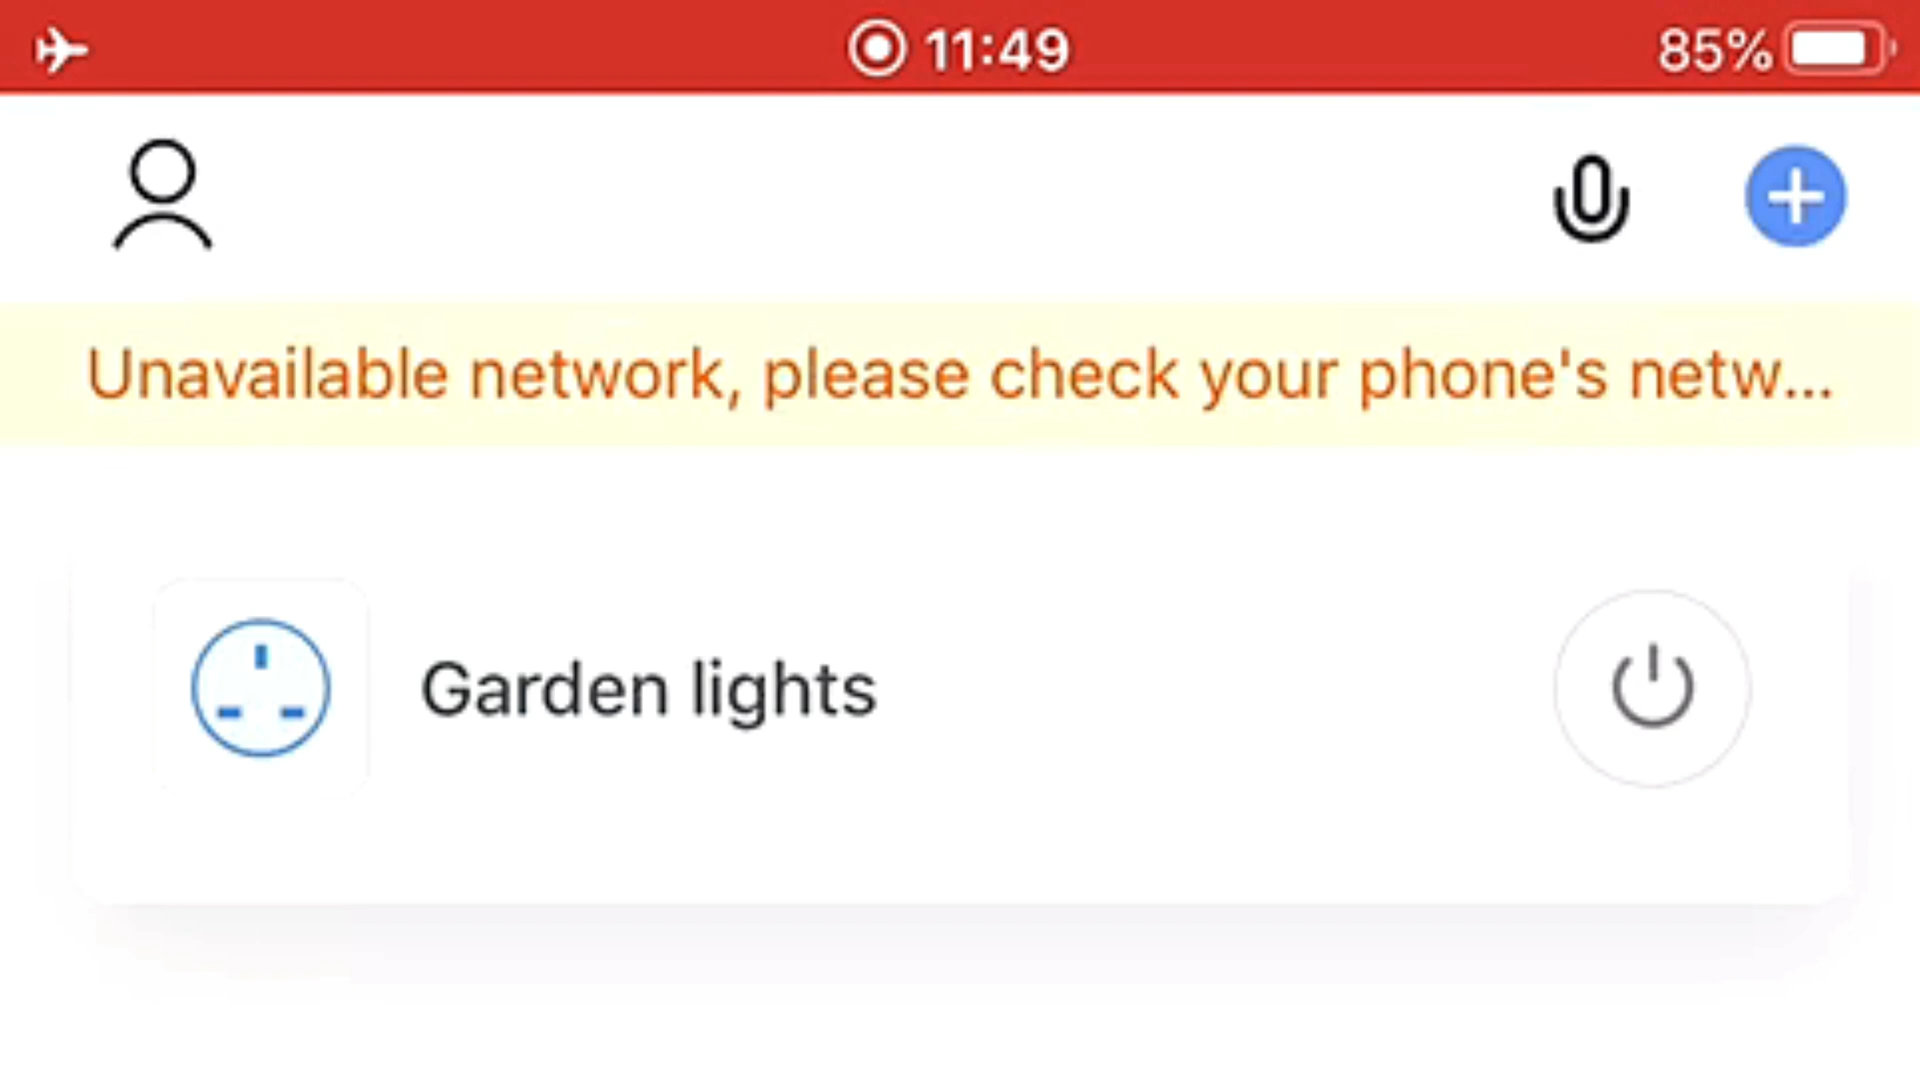 11:49
85%
Unavailable network, please check your phone's netw...
Garden lights